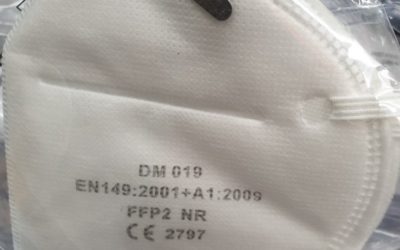 DM 019
EN149:2001+A1:2009
FFP2 NR
CE 2797